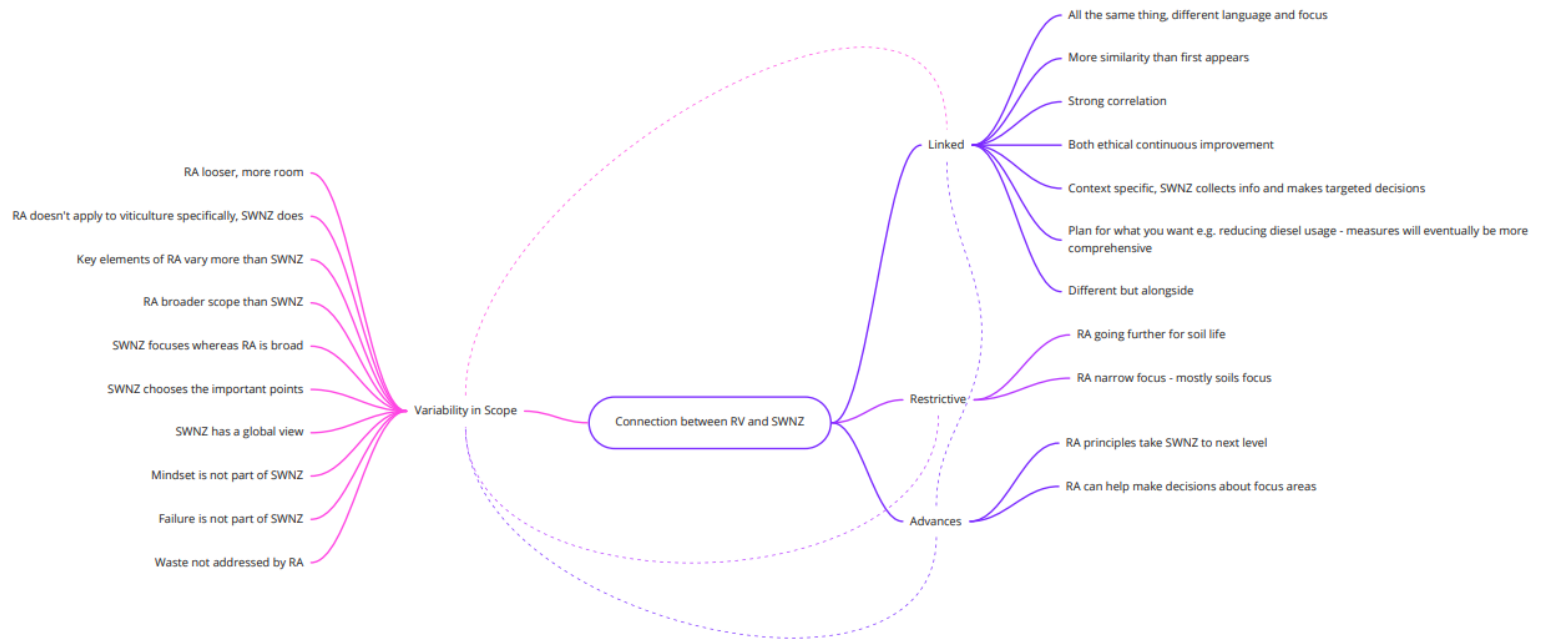 All the same thing, different language and focus
More similarity than first appears
Strong correlation
Linked
Both ethical continuous improvement
Context specific, SWNZ collects info and makes targeted decisions
Plan for what you want e.g. reducing diesel usage - measures will eventually be more
comprehensive
Different but alongside
RA looser, more room
RA doesn't apply to viticulture specifically, SWNZ does
Key elements of RA vary more than SWNZ
RA broader scope than SWNZ
SWNZ focuses whereas RA is broad
SWNZ chooses the important points
SWNZ has a global view
Mindset is not part of SWNZ
Failure is not part of SWNZ
Waste not addressed by RA
Variability in Scope
Connection between RV and SWNZ
RA going further for soil life
Restrictive
RA narrow focus - mostly soils focus
RA principles take SWNZ to next level
RA can help make decisions about focus areas
Advances